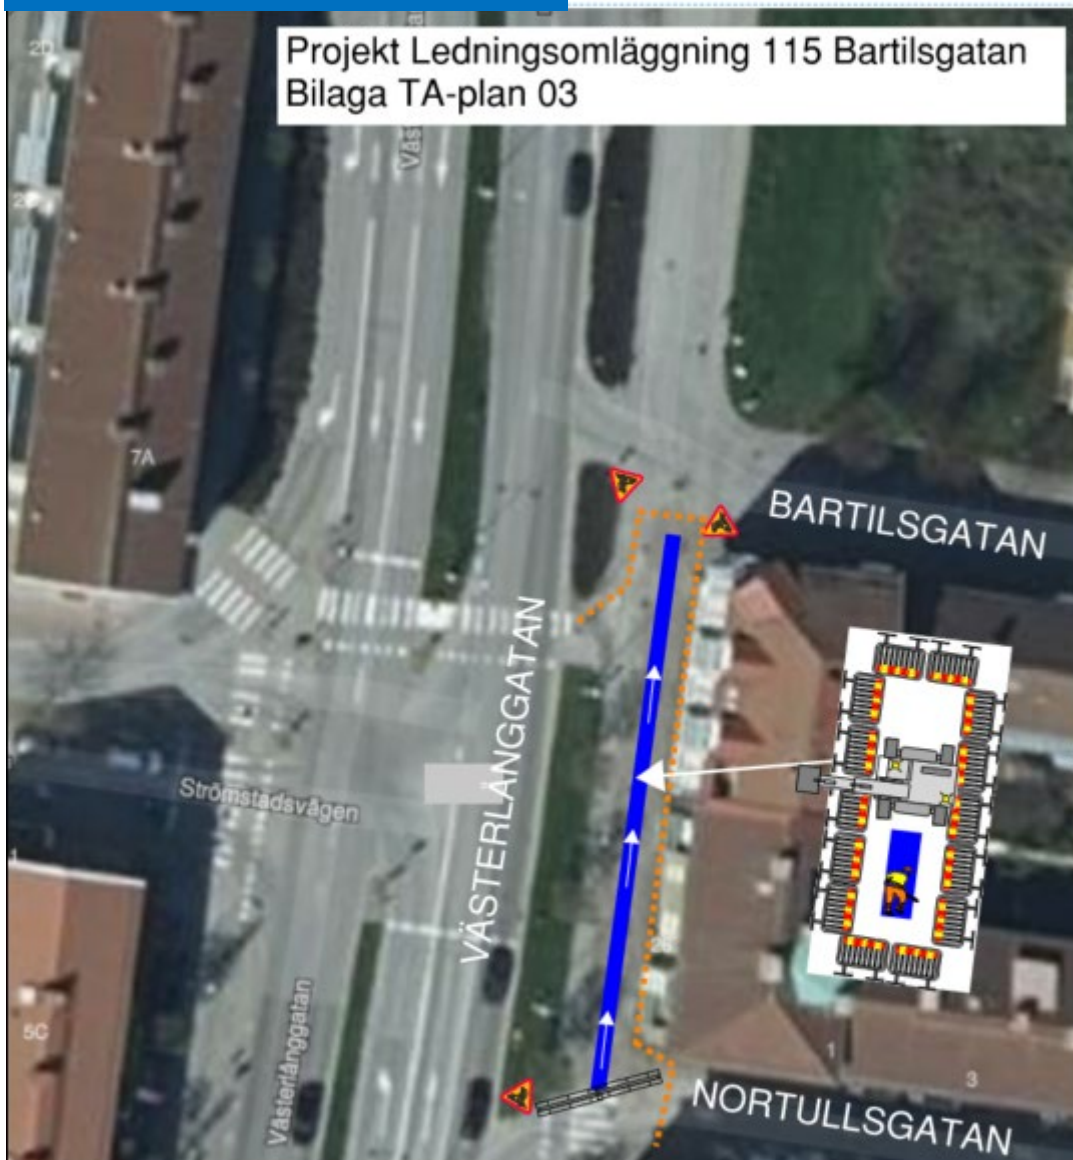 Projekt Ledningsomläggning 115 Bartilsgatan
Bilaga TA-plan 03
7A
BARTILSGATAN
VÄSTERLÅNGGATAN
Strömstadsvägen
5C
Västerlånggatan
1
3
NORTULLSGATAN